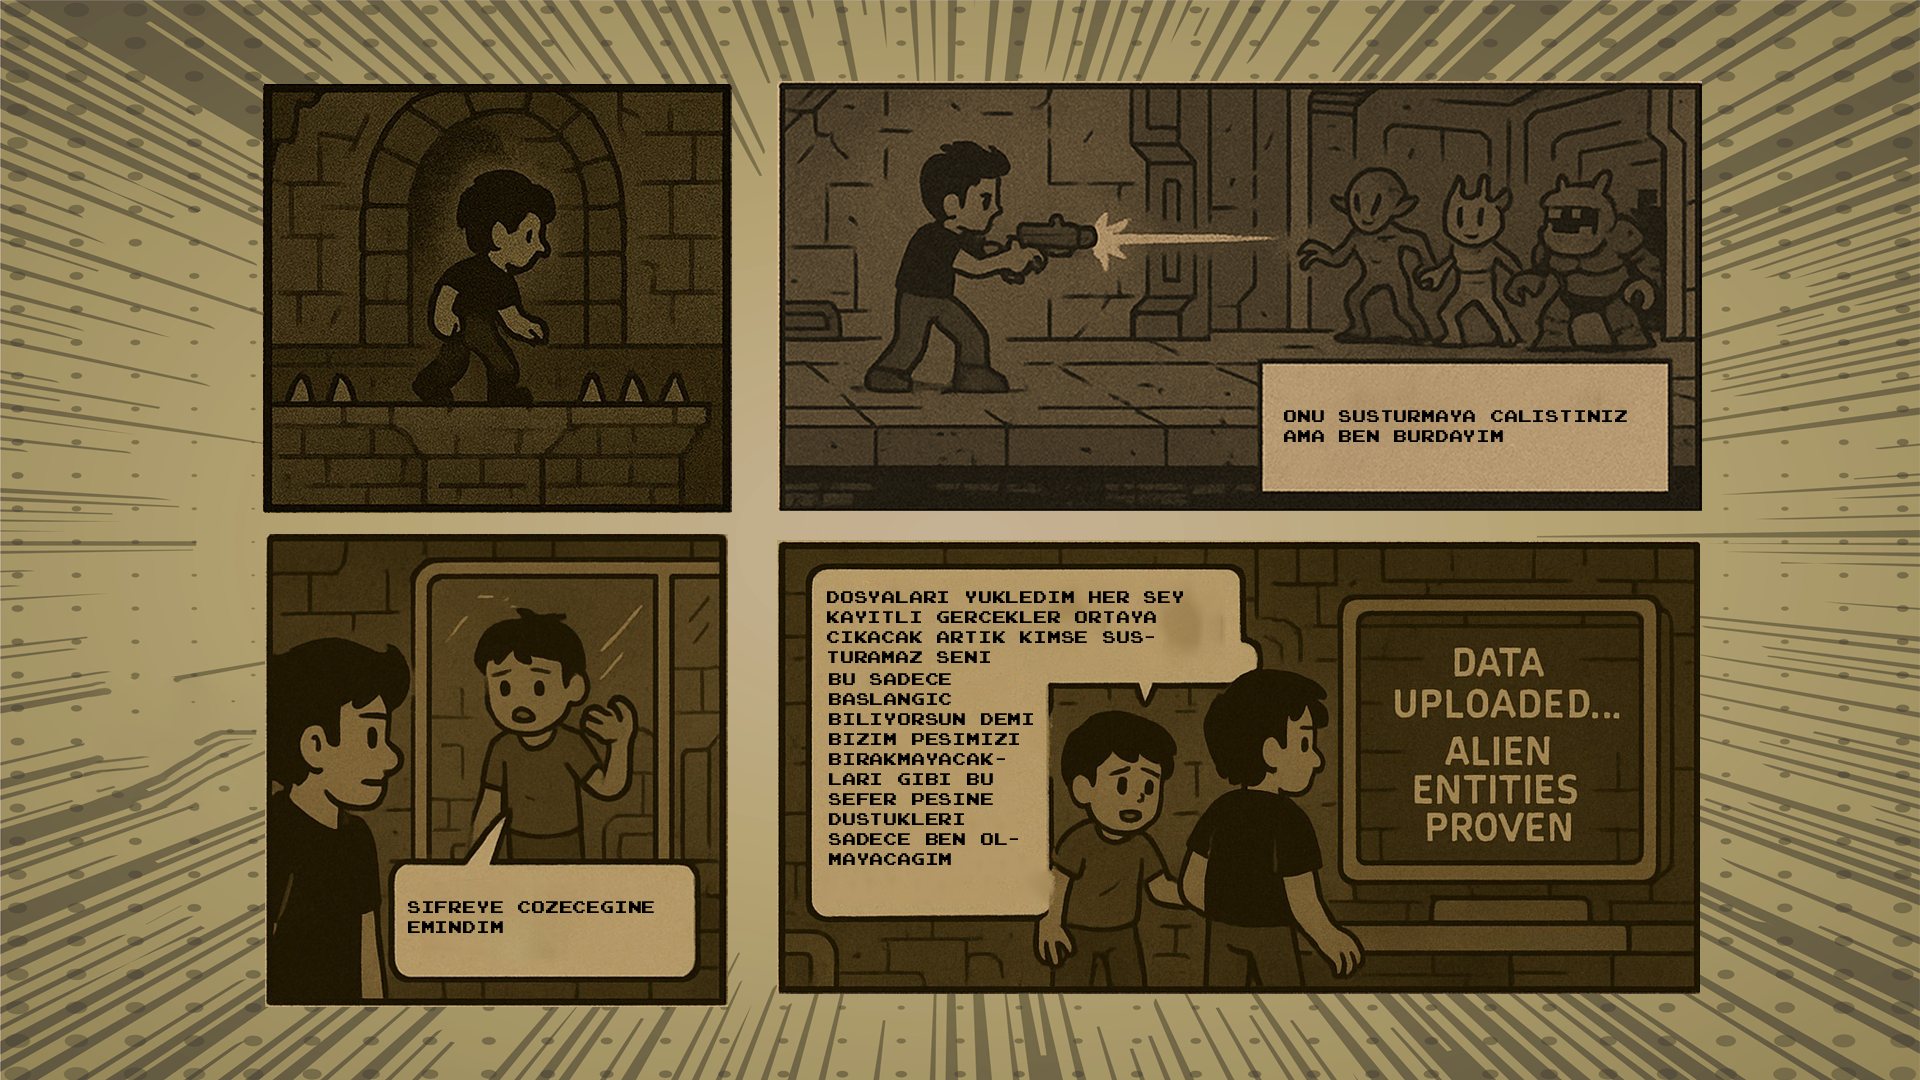 ONU SUSTURMAYA CALISTINIZ
AMA BEN BURDAYIM
SIFREYE COZECEGINE
EMINDIM
DOSYALARI YUKLEDIM HER SEY
KAYITLI GERCEKLER ORTAYA
CIKACAK ARTIK KIMSE SUS-
TURAMAZ SENI
BU SADECE
BASLANGIC
BILIYORSUN DEMI
BIZIM PESIMIZI
BIRAKMAYACAK-
LARI GIBI BU
SEFER PESINE
DUSTUKLERI
SADECE BEN OL-
MAYACAGIM
DATA
UPLOADED...
ALIEN
ENTITIES
PROVEN